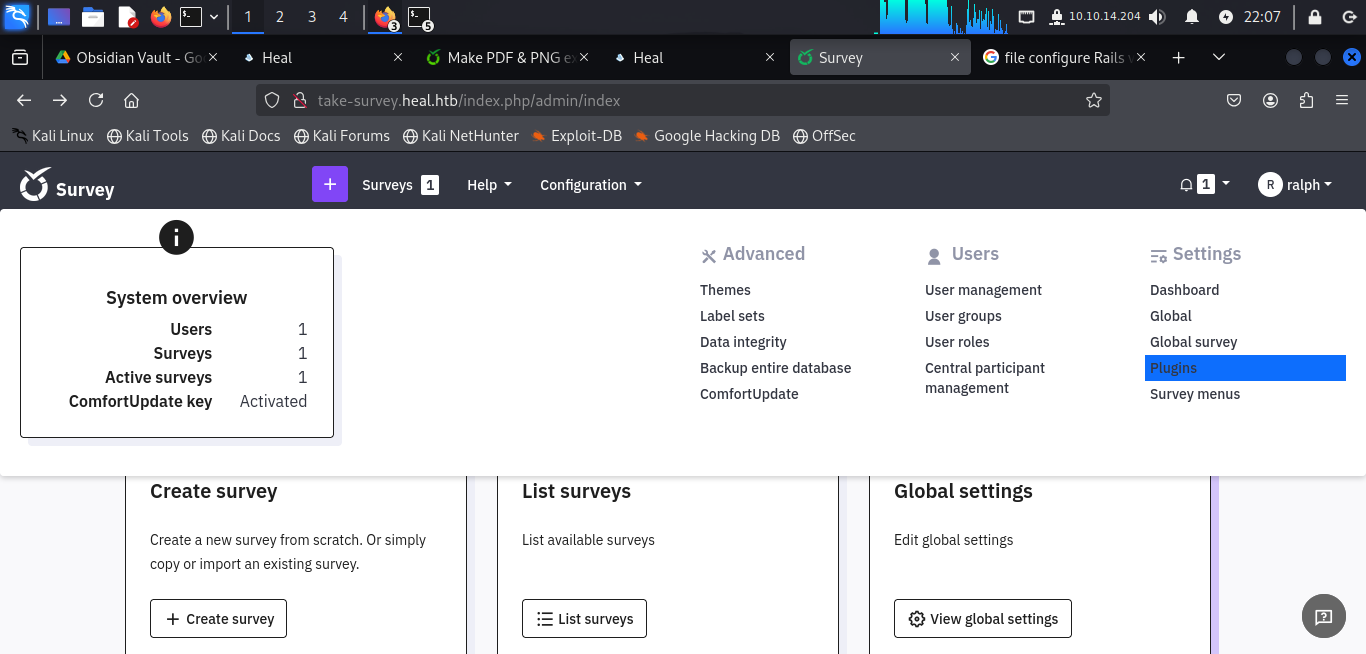 1 2 3 4 3 5 10.10.14.204 22:07
Obsidian Vault - Go Heal Make PDF & PNG ex Heal Survey file configure Rails v
take-survey.heal.htb/index.php/admin/index
Kali Linux Kali Tools Kali Docs Kali Forums Kali NetHunter Exploit-DB Google Hacking DB OffSec
Survey + Surveys 1 Help Configuration 1 R ralph
System overview
Users 1
Surveys 1
Active surveys 1
ComfortUpdate key Activated
Advanced
Themes
Label sets
Data integrity
Backup entire database
ComfortUpdate
Users
User management
User groups
User roles
Central participant
management
Settings
Dashboard
Global
Global survey
Plugins
Survey menus
Create survey
Create a new survey from scratch. Or simply
copy or import an existing survey.
+ Create survey
List surveys
List available surveys
List surveys
Global settings
Edit global settings
View global settings